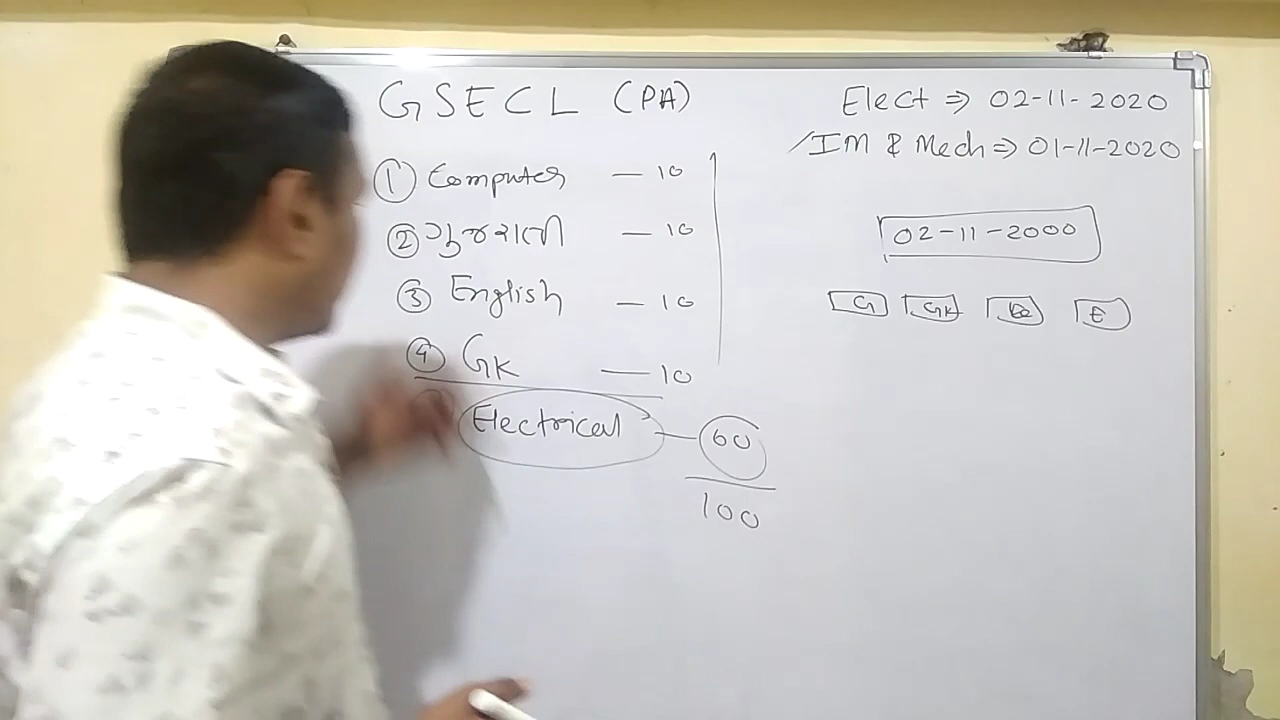 GSECL (PA)
① Computer — 10
② ગુજરાતી — 10
③ English — 10
④ GK — 10
Electrical — 60
100
Elect ⇒ 02-11-2020
IM & Mech ⇒ 01-11-2020
02-11-2000
G GK E